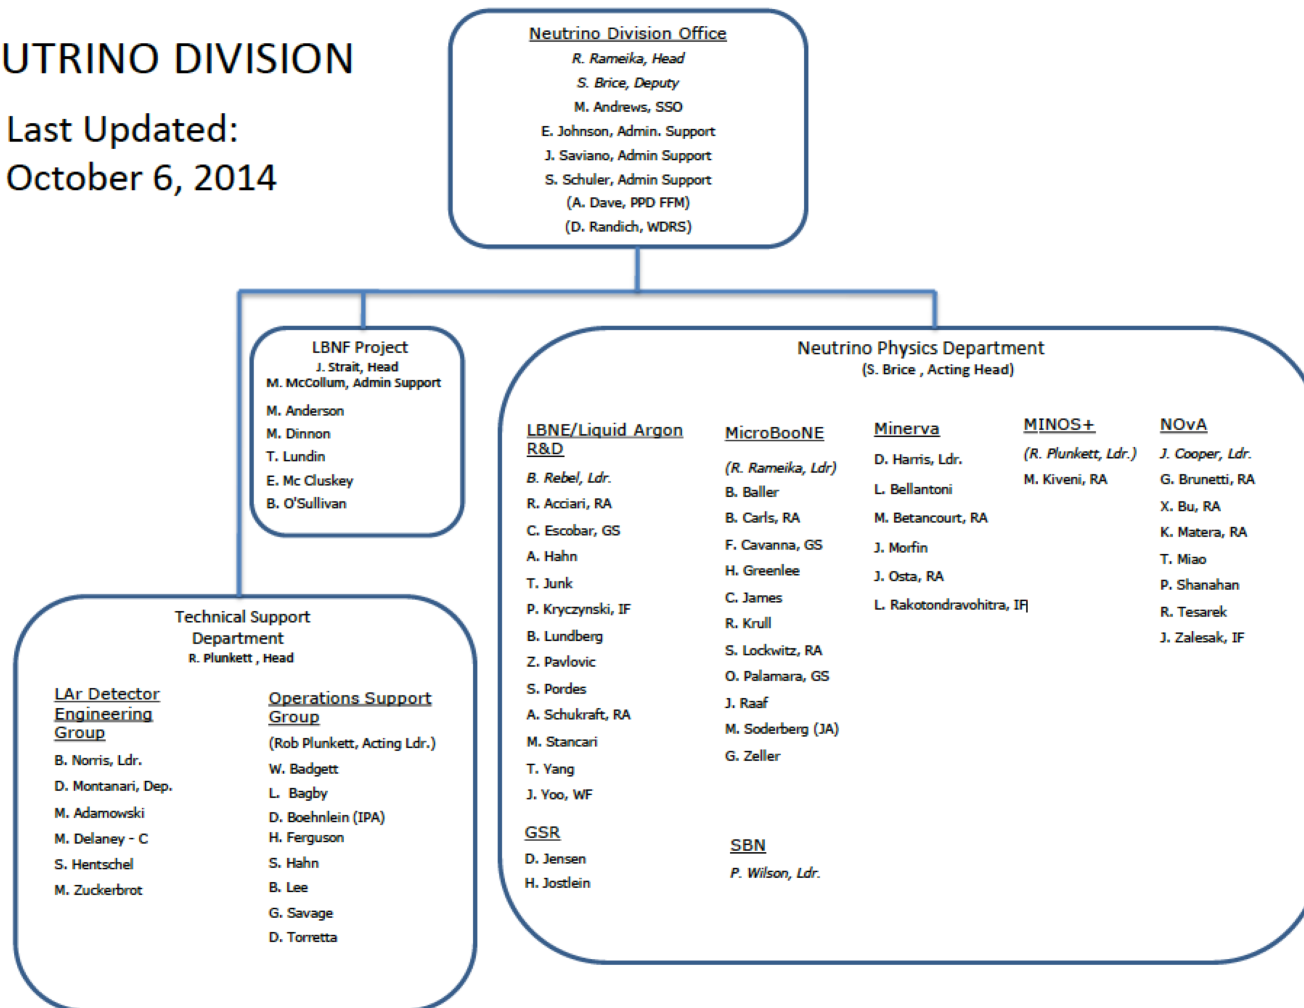 UTRINO DIVISION
Last Updated:
October 6, 2014
Neutrino Division Office
R. Rameika, Head
S. Brice, Deputy
M. Andrews, SSO
E. Johnson, Admin. Support
J. Saviano, Admin Support
S. Schuler, Admin Support
(A. Dave, PPD FFM)
(D. Randich, WDRS)
LBNF Project
J. Strait, Head
M. McCollum, Admin Support
M. Anderson
M. Dinnon
T. Lundin
E. Mc Cluskey
B. O'Sullivan
Neutrino Physics Department
(S. Brice , Acting Head)
LBNE/Liquid Argon
R&D
B. Rebel, Ldr.
R. Acciari, RA
C. Escobar, GS
A. Hahn
T. Junk
P. Kryczynski, IF
B. Lundberg
Z. Pavlovic
S. Pordes
A. Schukraft, RA
M. Stancari
T. Yang
J. Yoo, WF
GSR
D. Jensen
H. Jostlein
MicroBooNE
(R. Rameika, Ldr)
B. Baller
B. Carls, RA
F. Cavanna, GS
H. Greenlee
C. James
R. Krull
S. Lockwitz, RA
O. Palamara, GS
J. Raaf
M. Soderberg (JA)
G. Zeller
SBN
P. Wilson, Ldr.
Minerva
D. Harris, Ldr.
L. Bellantoni
M. Betancourt, RA
J. Morfin
J. Osta, RA
L. Rakotondravohitra, IF
MINOS+
(R. Plunkett, Ldr.)
M. Kiveni, RA
NOvA
J. Cooper, Ldr.
G. Brunetti, RA
X. Bu, RA
K. Matera, RA
T. Miao
P. Shanahan
R. Tesarek
J. Zalesak, IF
Technical Support
Department
R. Plunkett , Head
LAr Detector
Engineering
Group
B. Norris, Ldr.
D. Montanari, Dep.
M. Adamowski
M. Delaney - C
S. Hentschel
M. Zuckerbrot
Operations Support
Group
(Rob Plunkett, Acting Ldr.)
W. Badgett
L. Bagby
D. Boehnlein (IPA)
H. Ferguson
S. Hahn
B. Lee
G. Savage
D. Torretta